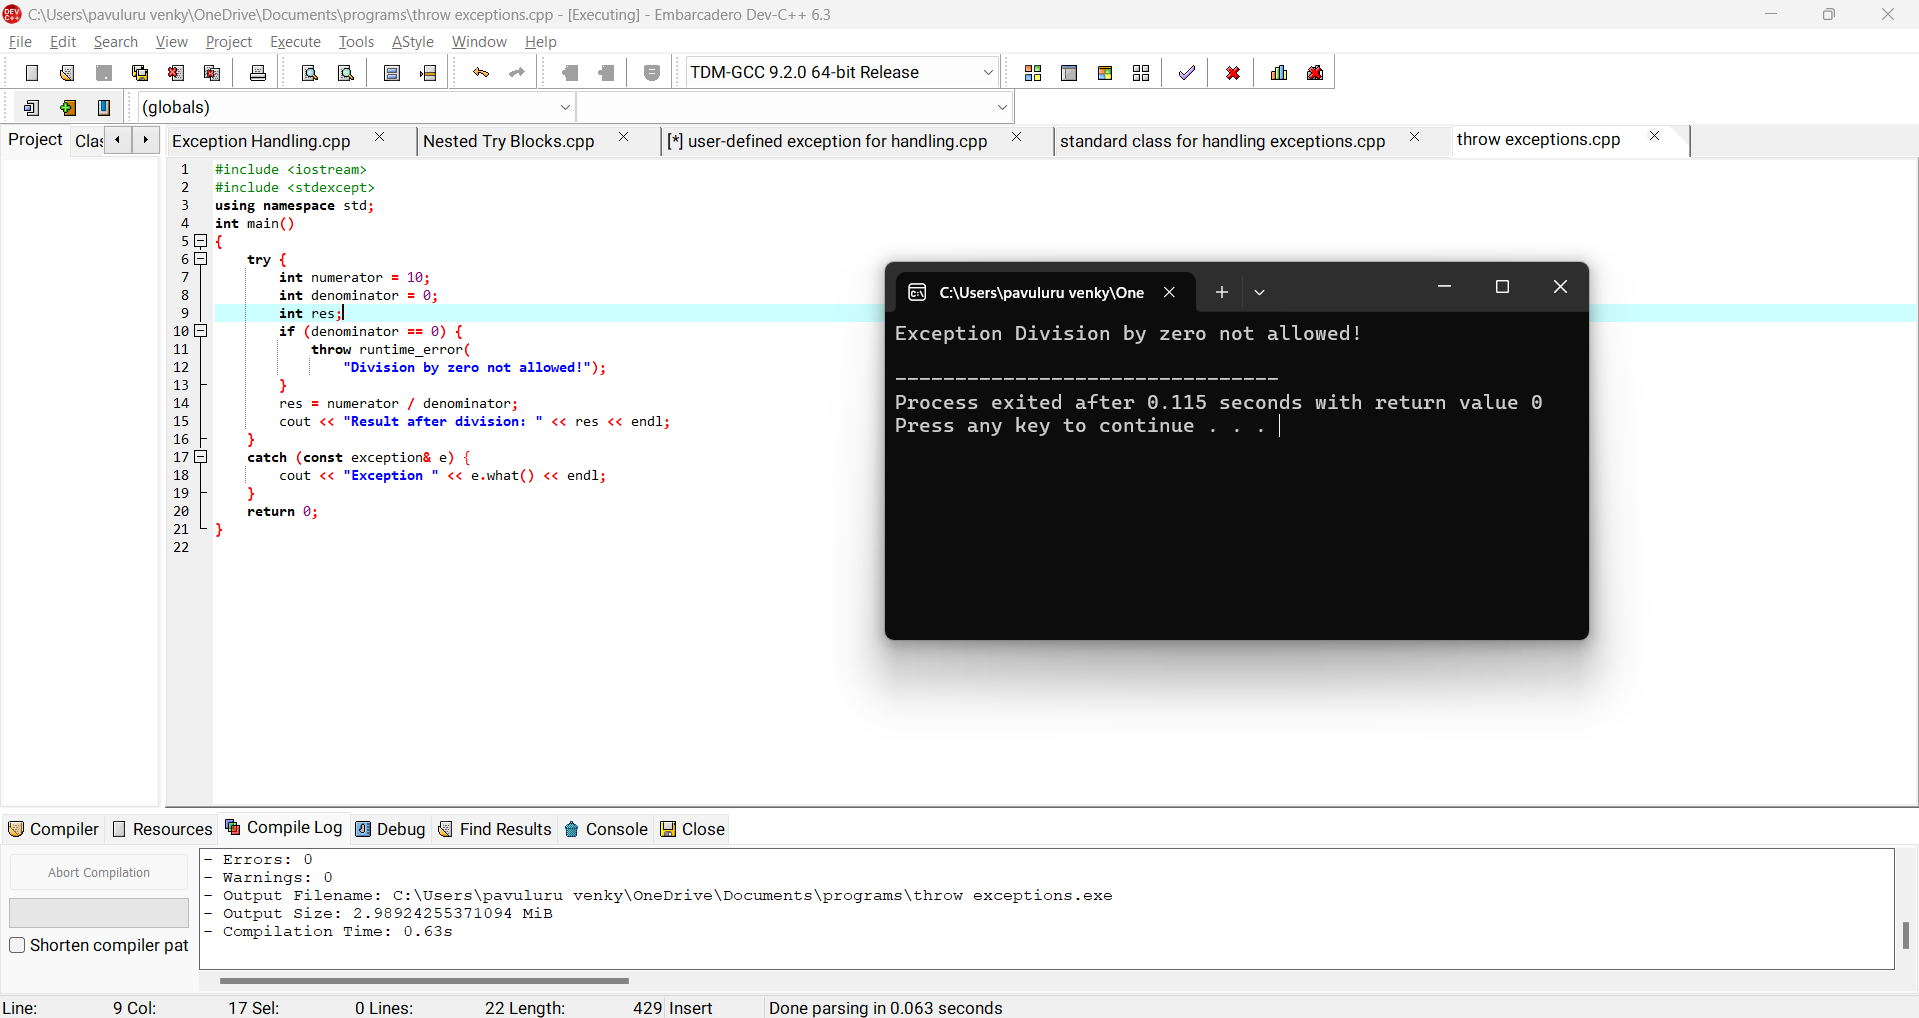 C:\Users\pavuluru venky\OneDrive\Documents\programs\throw exceptions.cpp - [Executing] - Embarcadero Dev-C++ 6.3
File Edit Search View Project Execute Tools AStyle Window Help
TDM-GCC 9.2.0 64-bit Release
(globals)
Project Clas Exception Handling.cpp Nested Try Blocks.cpp [*] user-defined exception for handling.cpp standard class for handling exceptions.cpp throw exceptions.cpp
1 #include <iostream>
2 #include <stdexcept>
3 using namespace std;
4 int main()
5 {
6 try {
7 int numerator = 10;
8 int denominator = 0;
9 int res;
10 if (denominator == 0) {
11 throw runtime_error(
12 "Division by zero not allowed!");
13 }
14 res = numerator / denominator;
15 cout << "Result after division: " << res << endl;
16 }
17 catch (const exception& e) {
18 cout << "Exception " << e.what() << endl;
19 }
20 return 0;
21 }
22
C:\Users\pavuluru venky\One
Exception Division by zero not allowed!
--------------------------------
Process exited after 0.115 seconds with return value 0
Press any key to continue . . .
Compiler Resources Compile Log Debug Find Results Console Close
Abort Compilation
Shorten compiler pat
- Errors: 0
- Warnings: 0
- Output Filename: C:\Users\pavuluru venky\OneDrive\Documents\programs\throw exceptions.exe
- Output Size: 2.98924255371094 MiB
- Compilation Time: 0.63s
Line: 9 Col: 17 Sel: 0 Lines: 22 Length: 429 Insert Done parsing in 0.063 seconds